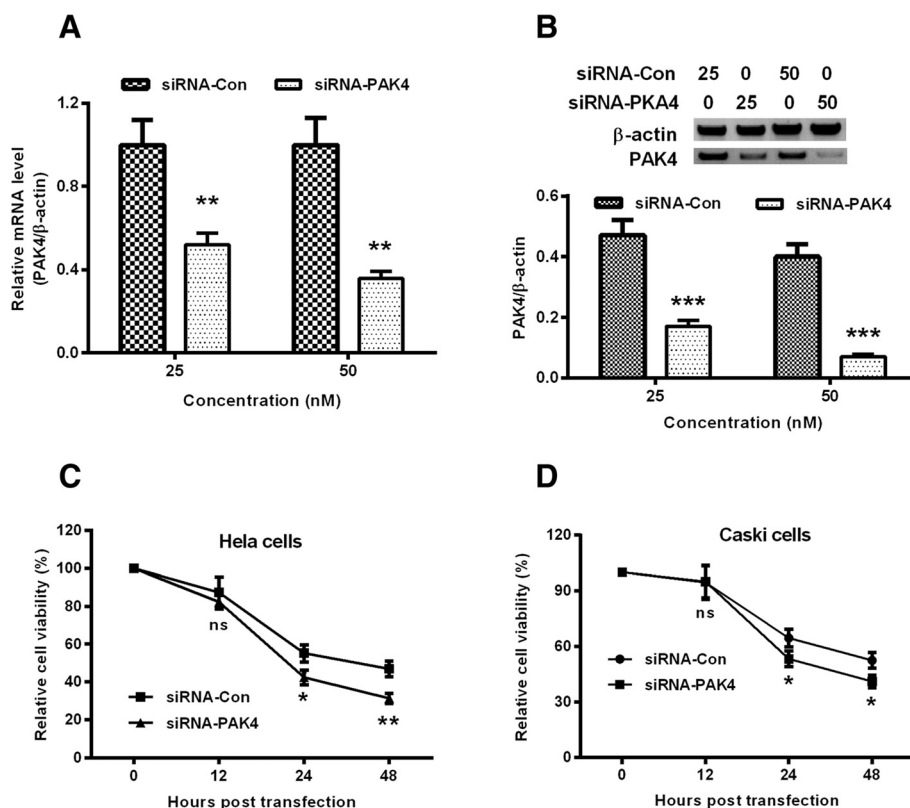 A
siRNA-Con siRNA-PAK4
1.2
0.8
0.4
0.0
Relative mRNA level
(PAK4/β-actin)
**
**
25 50
Concentration (nM)
B
siRNA-Con 25 0 50 0
siRNA-PKA4 0 25 0 50
β-actin
PAK4
siRNA-Con siRNA-PAK4
0.6
0.4
0.2
0.0
PAK4/β-actin
***
***
25 50
Concentration (nM)
C
Hela cells
120
100
80
60
40
20
0
Relative cell viability (%)
ns
*
**
siRNA-Con
siRNA-PAK4
0 12 24 48
Hours post transfection
D
Caski cells
120
90
60
30
0
Relative cell viability (%)
ns
*
*
siRNA-Con
siRNA-PAK4
0 12 24 48
Hours post transfection